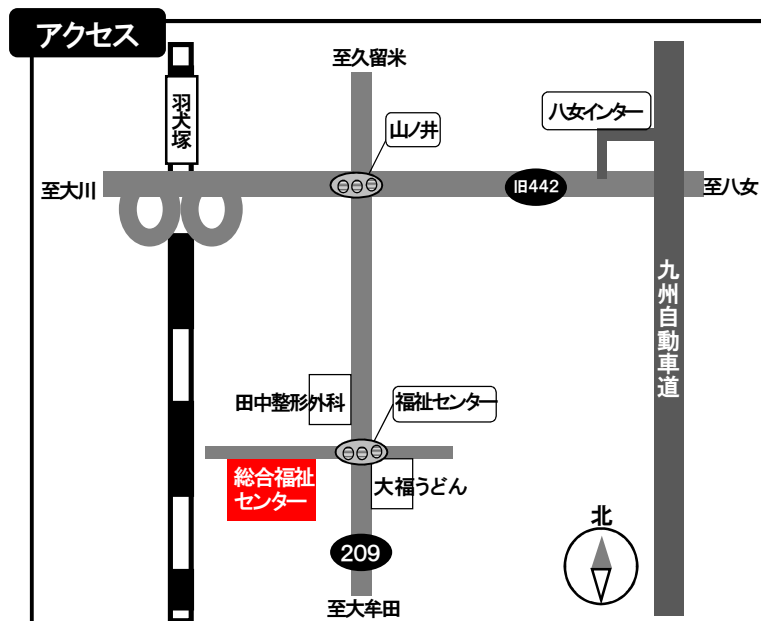 アクセス
至久留米
羽犬塚
山ノ井
八女インター
至大川
旧442
至八女
九州自動車道
田中整形外科
福祉センター
総合福祉
センター
大福うどん
209
北
至大牟田